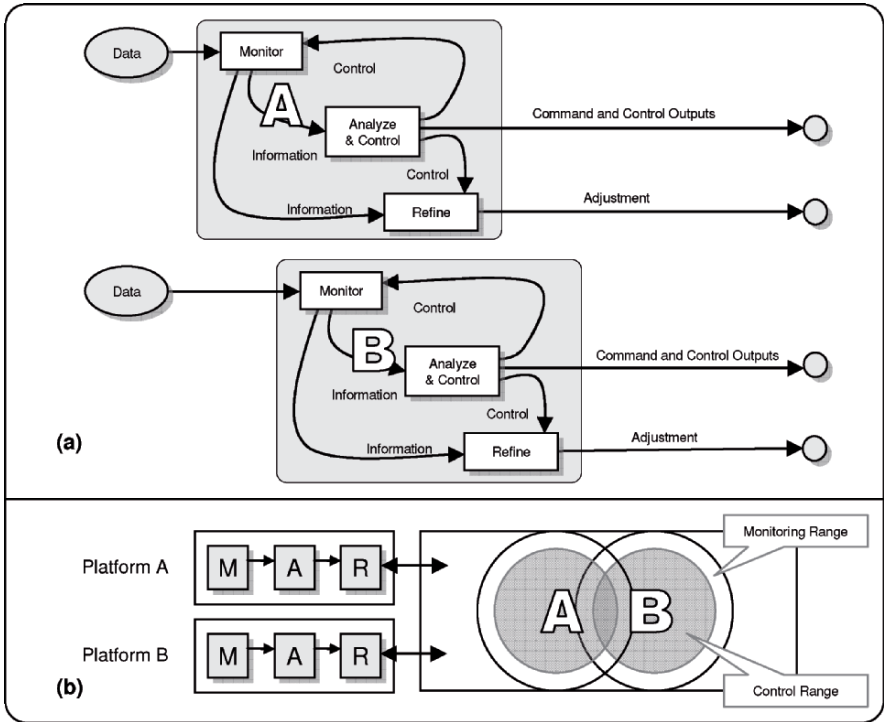 Data
Monitor
Control
A
Analyze
& Control
Information
Command and Control Outputs
Control
Information
Refine
Adjustment
Data
Monitor
Control
B
Analyze
& Control
Information
Command and Control Outputs
Control
Information
Refine
Adjustment
(a)
Monitoring Range
Platform A
M
A
R
A
B
Platform B
M
A
R
Control Range
(b)